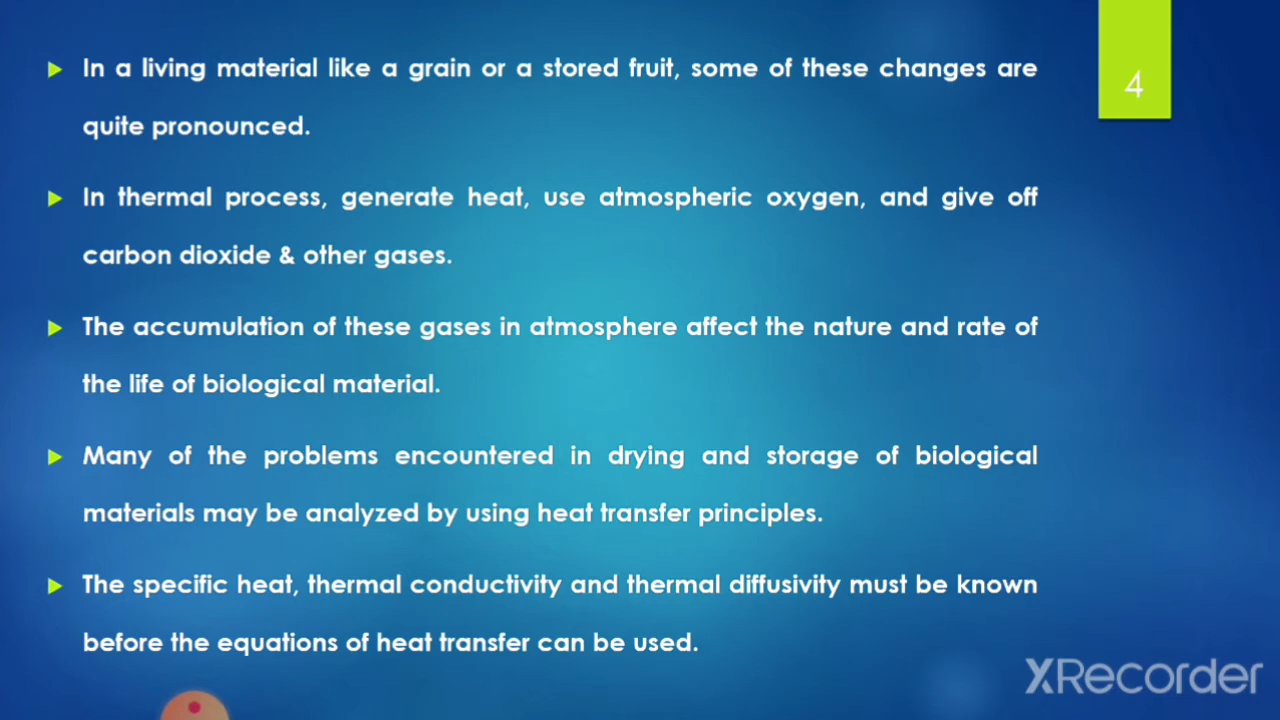 4
In a living material like a grain or a stored fruit, some of these changes are
quite pronounced.
In thermal process, generate heat, use atmospheric oxygen, and give off
carbon dioxide & other gases.
The accumulation of these gases in atmosphere affect the nature and rate of
the life of biological material.
Many of the problems encountered in drying and storage of biological
materials may be analyzed by using heat transfer principles.
The specific heat, thermal conductivity and thermal diffusivity must be known
before the equations of heat transfer can be used.
XRecorder